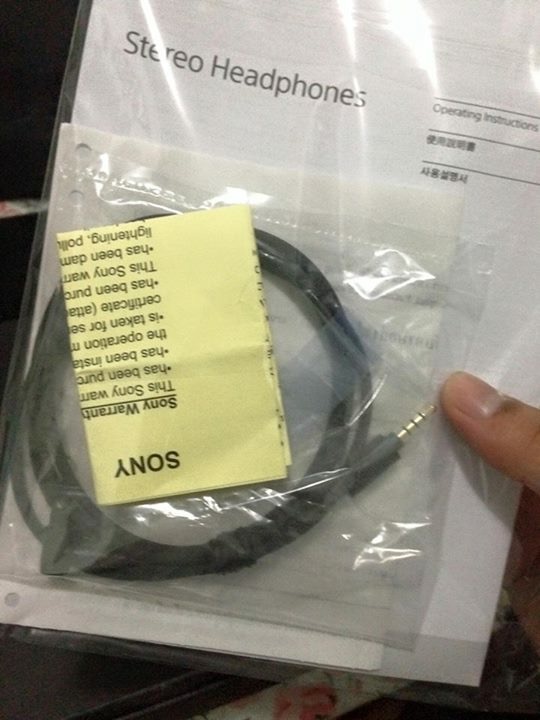 Stereo Headphones
Operating Instructions
使用說明書
사용설명서
SONY
Sony Warranty
This Sony warr
•has been purc
•has been insta
the operation m
•is taken for se
certificate (atta
•has been purc
This Sony warr
•has been dam
lightening, pollu